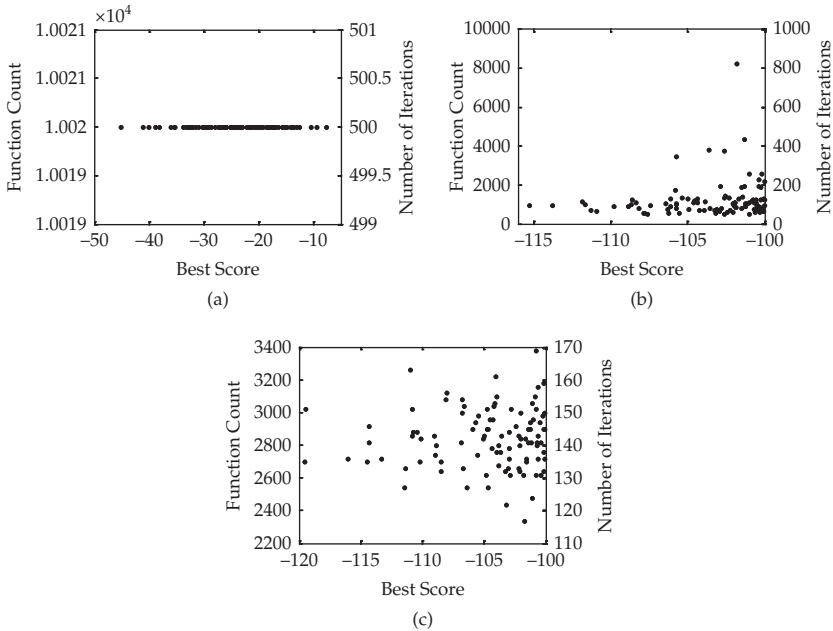 1.0021 × 10⁴
1.0021
1.002
1.0019
1.0019
Function Count
501
500.5
500
499.5
499
Number of Iterations
−50 −40 −30 −20 −10
Best Score
(a)
10000
8000
6000
4000
2000
0
Function Count
1000
800
600
400
200
0
Number of Iterations
−115 −110 −105 −100
Best Score
(b)
3400
3200
3000
2800
2600
2400
2200
Function Count
170
160
150
140
130
120
110
Number of Iterations
−120 −115 −110 −105 −100
Best Score
(c)